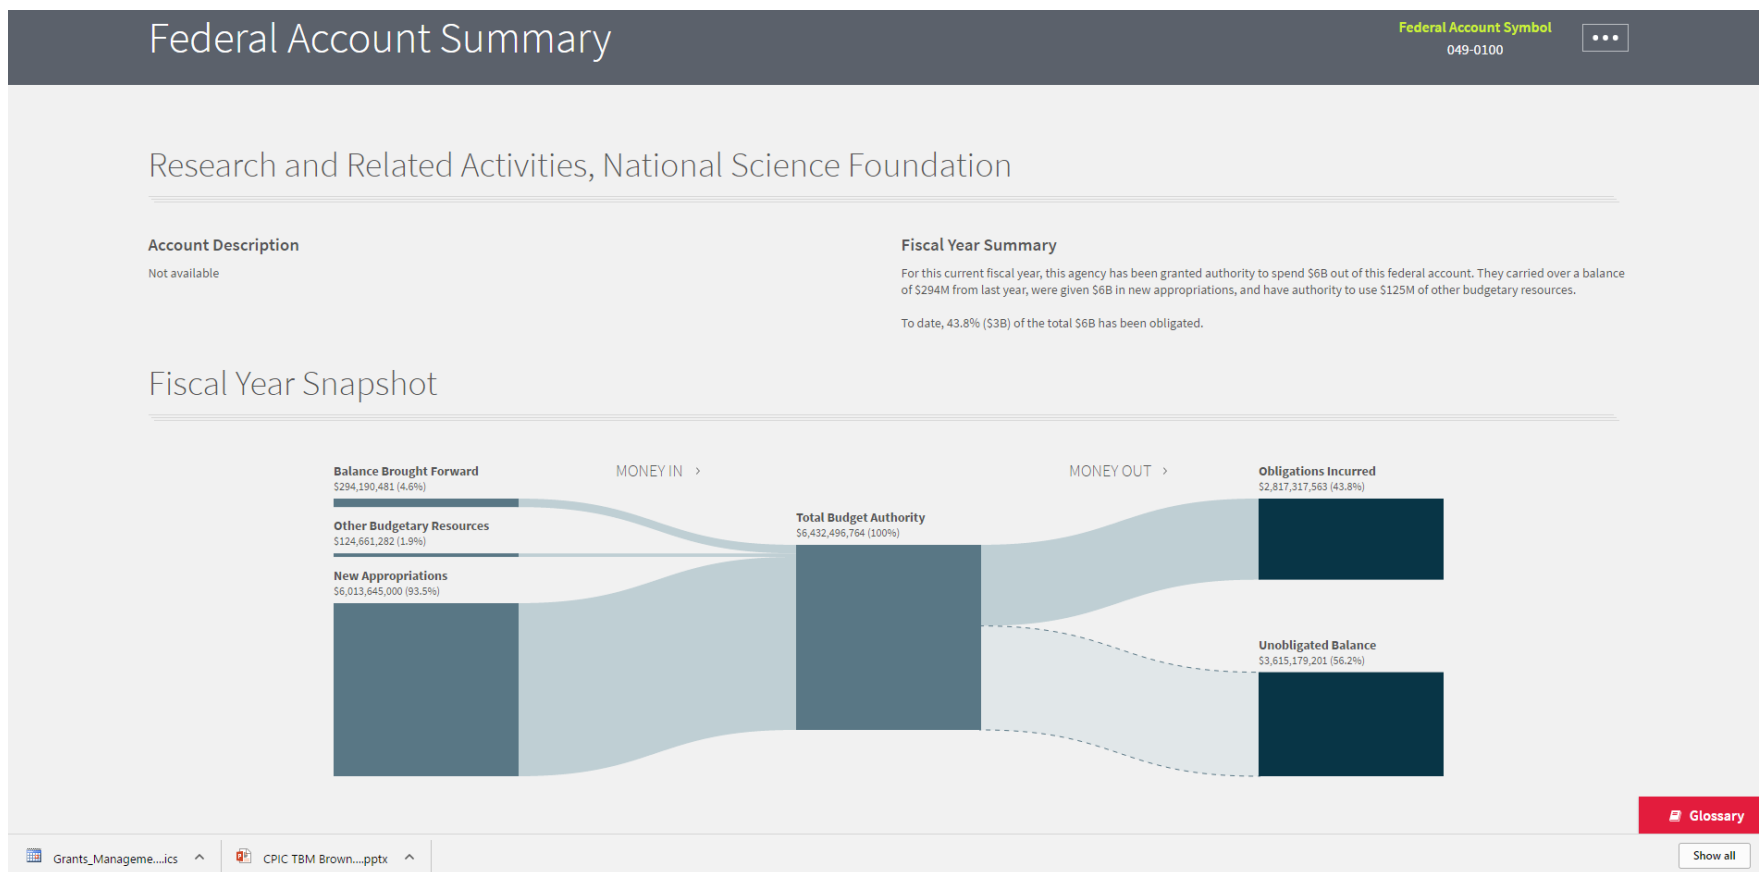 Federal Account Summary
Federal Account Symbol
049-0100
Research and Related Activities, National Science Foundation
Account Description
Not available
Fiscal Year Summary
For this current fiscal year, this agency has been granted authority to spend $6B out of this federal account. They carried over a balance
of $294M from last year, were given $6B in new appropriations, and have authority to use $125M of other budgetary resources.
To date, 43.8% ($3B) of the total $6B has been obligated.
Fiscal Year Snapshot
Balance Brought Forward
$294,190,481 (4.6%)
Other Budgetary Resources
$124,661,282 (1.9%)
New Appropriations
$6,013,645,000 (93.5%)
MONEY IN >
Total Budget Authority
$6,432,496,764 (100%)
MONEY OUT >
Obligations Incurred
$2,817,317,563 (43.8%)
Unobligated Balance
$3,615,179,201 (56.2%)
Glossary
Grants_Manageme....ics
CPIC TBM Brown....pptx
Show all